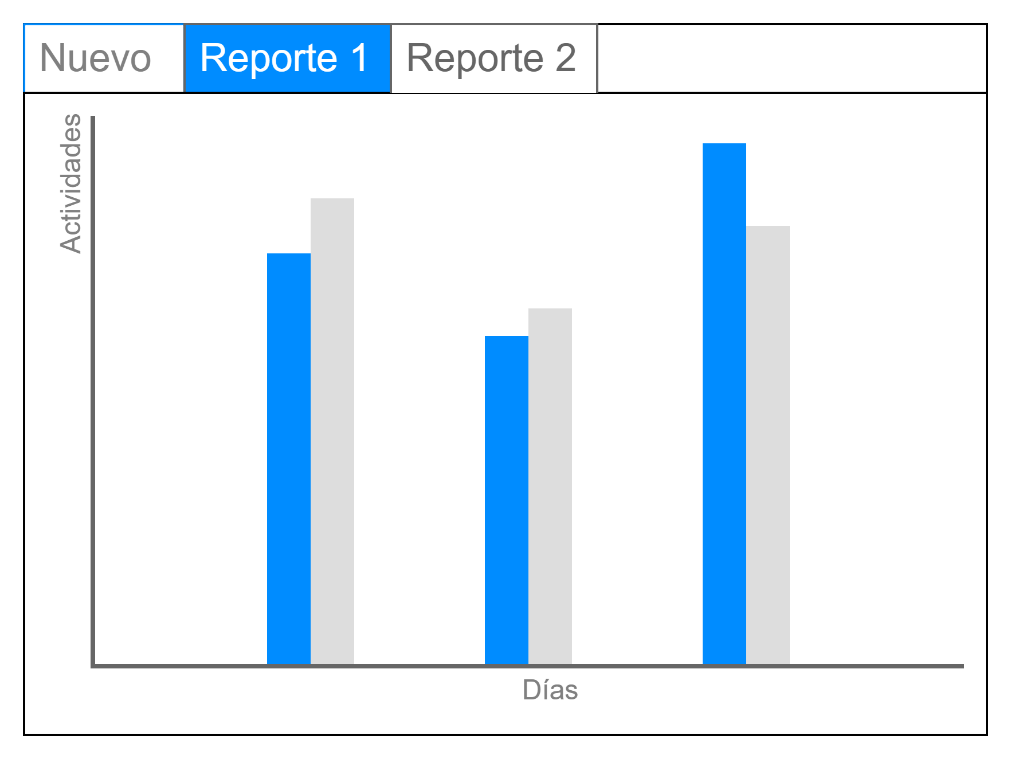 Nuevo
Reporte 1
Reporte 2
Actividades
Días